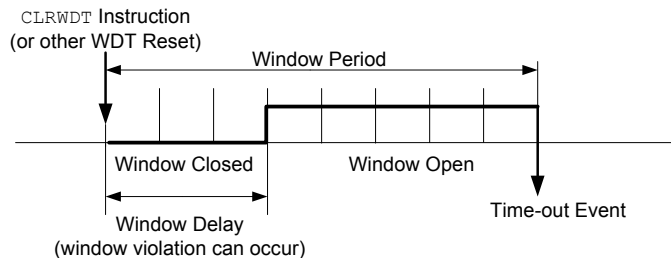 CLRWDT Instruction
(or other WDT Reset)
Window Period
Window Closed
Window Open
Window Delay
(window violation can occur)
Time-out Event